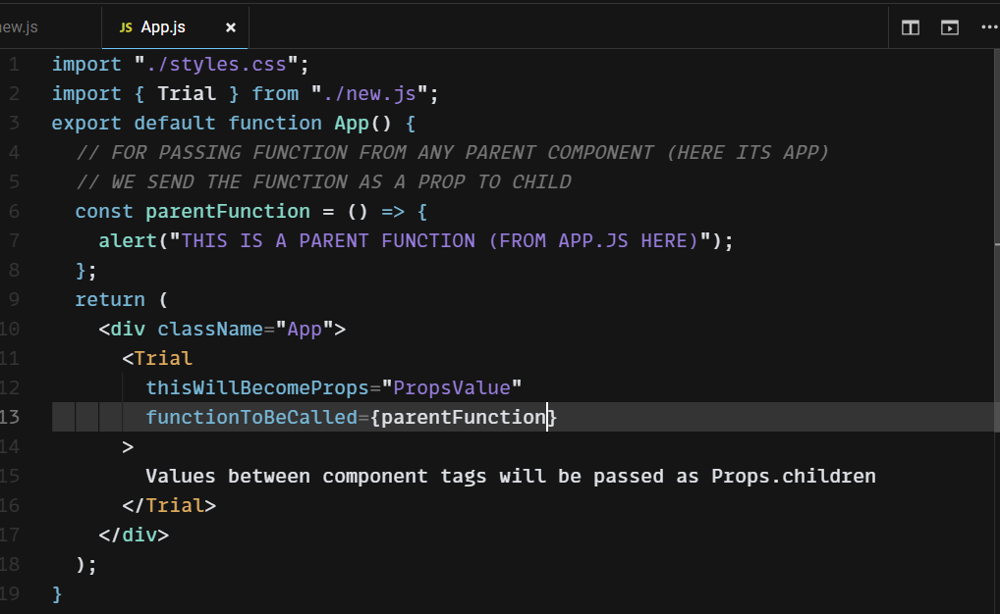 new.js
JS App.js ×
1 import "./styles.css";
2 import { Trial } from "./new.js";
3 export default function App() {
4 // FOR PASSING FUNCTION FROM ANY PARENT COMPONENT (HERE ITS APP)
5 // WE SEND THE FUNCTION AS A PROP TO CHILD
6 const parentFunction = () => {
7 alert("THIS IS A PARENT FUNCTION (FROM APP.JS HERE)");
8 };
9 return (
10 <div className="App">
11 <Trial
12 thisWillBecomeProps="PropsValue"
13 functionToBeCalled={parentFunction}
14 >
15 Values between component tags will be passed as Props.children
16 </Trial>
17 </div>
18 );
19 }